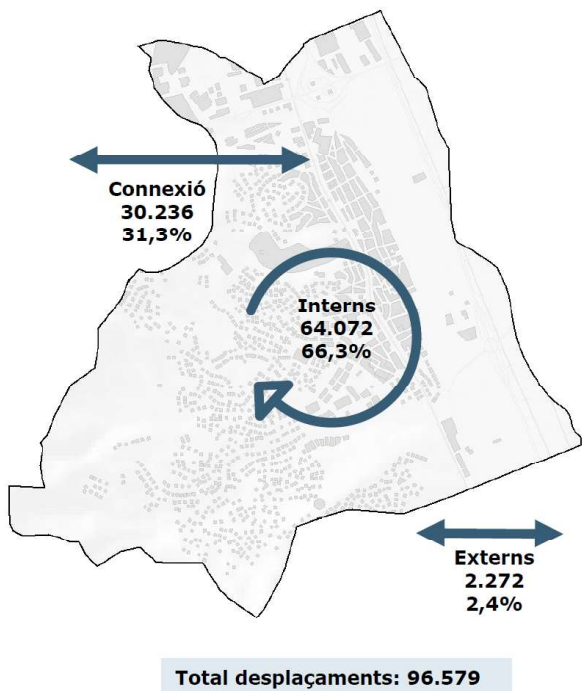 Connexió
30.236
31,3%
Interns
64.072
66,3%
Externs
2.272
2,4%
Total desplaçaments: 96.579